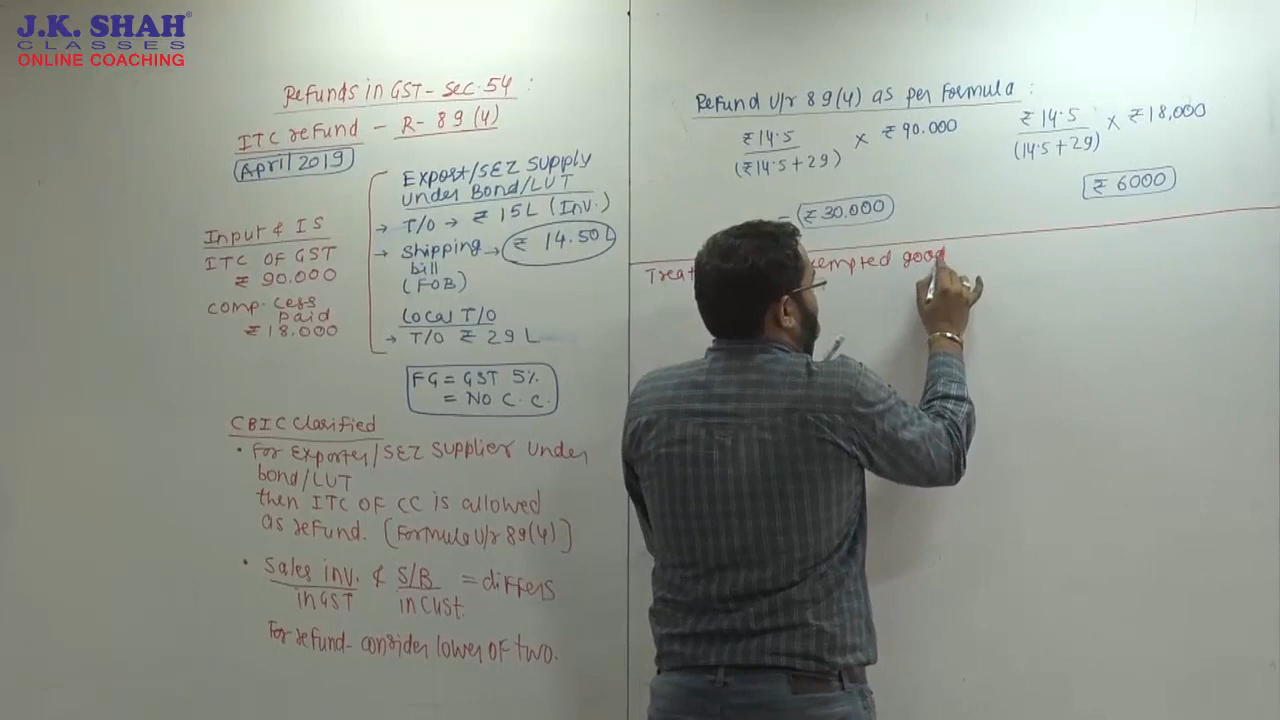 J.K. SHAH®
CLASSES
ONLINE COACHING
Refunds in GST - Sec. 54 :
ITC refund - R- 89 (4)
April 2019
Input & IS
ITC OF GST
₹ 90.000
comp. cess
paid
₹ 18.000
Export/SEZ Supply
under Bond/LUT
→ T/O → ₹ 15 L (Inv.)
→ Shipping → ₹ 14.50L
bill
(FOB)
Local T/O
→ T/O ₹ 29 L
FG = GST 5%
= NO C. C.
CBIC Clarified
• For Exporter/SEZ Supplier Under
bond/LUT
then ITC OF CC is allowed
as refund. [Formula U/r 89(4)]
• Sales inv. & S/B = differs
in GST in Cust.
For refund- consider lower of two.
Refund U/r 89(4) as per Formula :
₹ 14.5 × ₹ 90.000
(₹14.5 + 29)
= ₹ 30.000
₹ 14.5 × ₹ 18,000
(14.5 + 29)
₹ 6000
Treat empted good